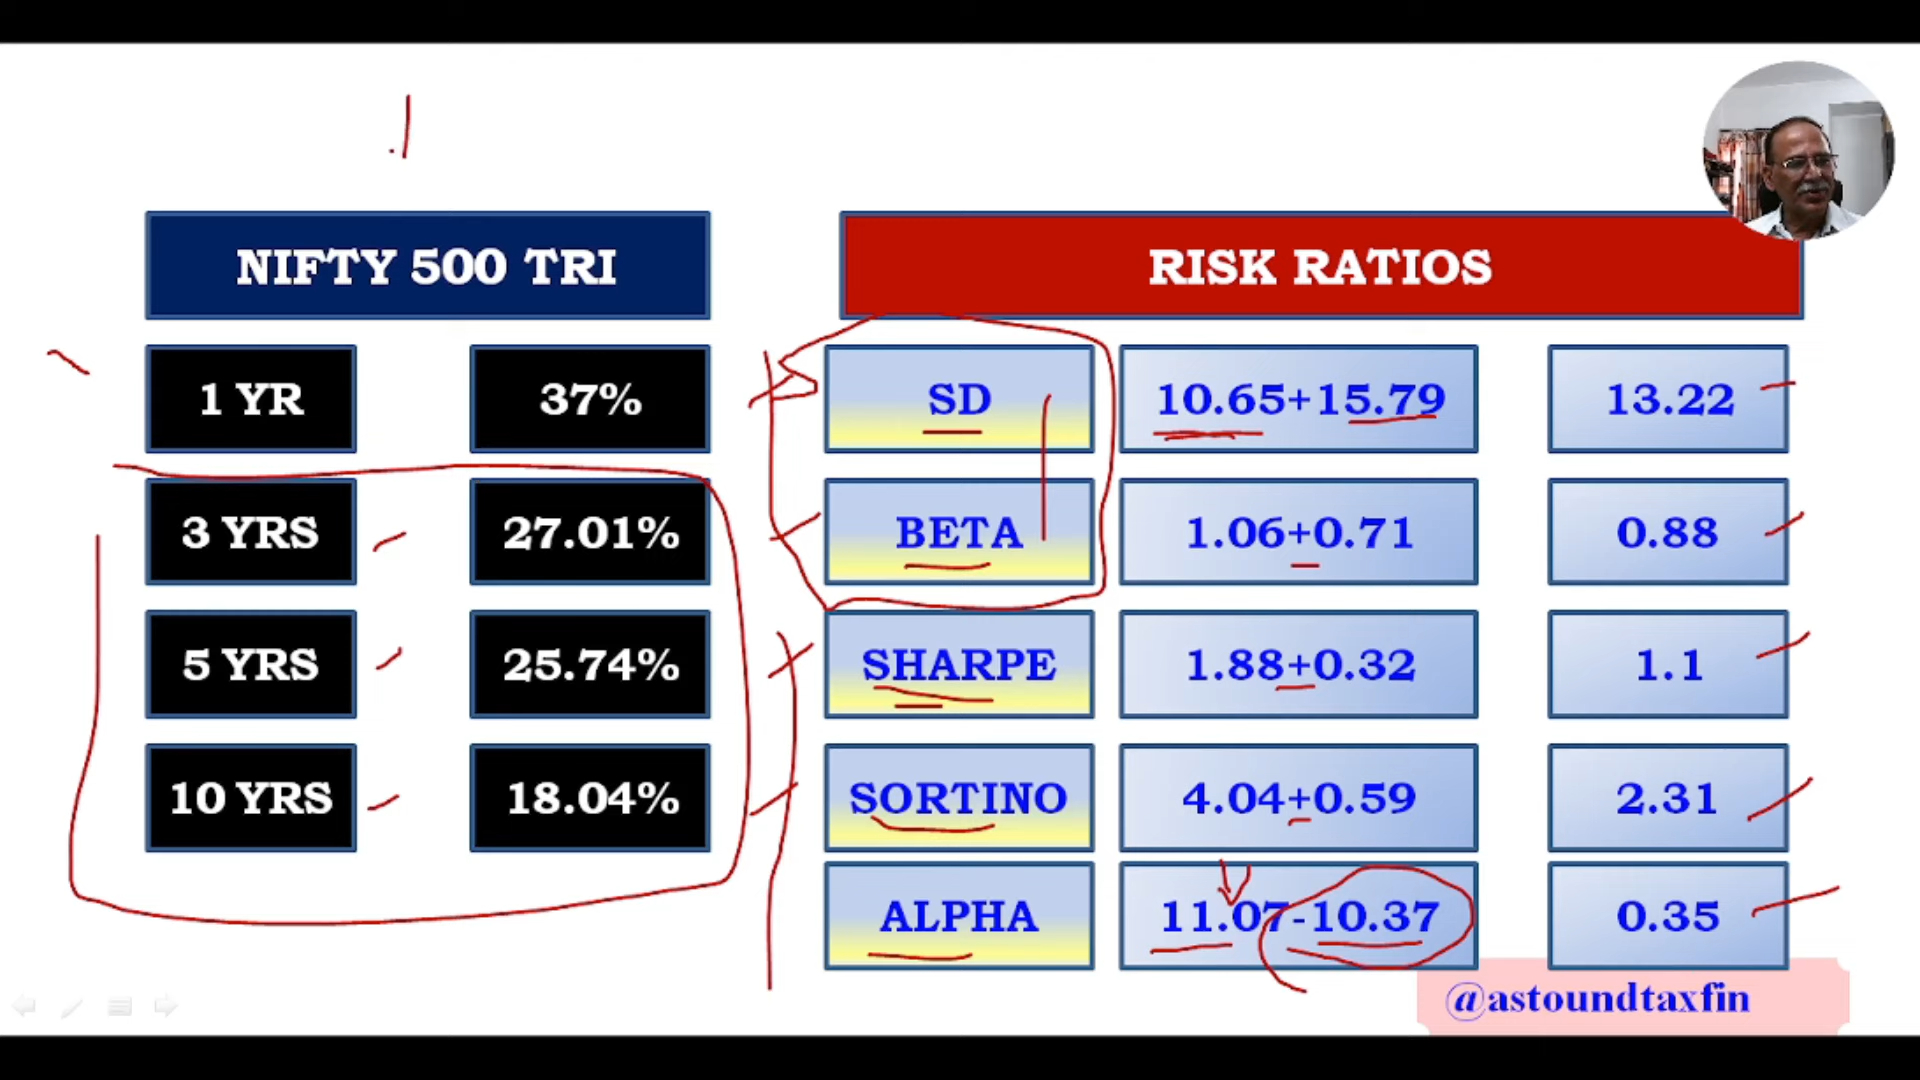 NIFTY 500 TRI
RISK RATIOS
1 YR 37%
SD 10.65+15.79 13.22
3 YRS 27.01%
BETA 1.06+0.71 0.88
5 YRS 25.74%
SHARPE 1.88+0.32 1.1
10 YRS 18.04%
SORTINO 4.04+0.59 2.31
ALPHA 11.07-10.37 0.35
@astoundtaxfin